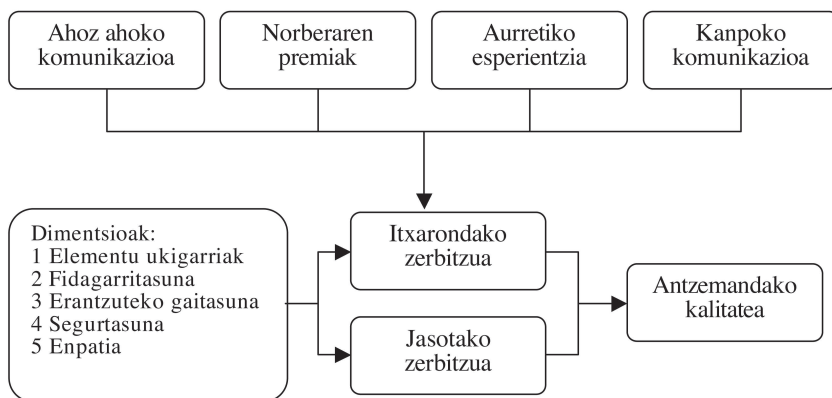 Ahoz ahoko
komunikazioa
Norberaren
premiak
Aurretiko
esperientzia
Kanpoko
komunikazioa
Dimentsioak:
1 Elementu ukigarriak
2 Fidagarritasuna
3 Erantzuteko gaitasuna
4 Segurtasuna
5 Enpatia
Itxarondako
zerbitzua
Jasotako
zerbitzua
Antzemandako
kalitatea